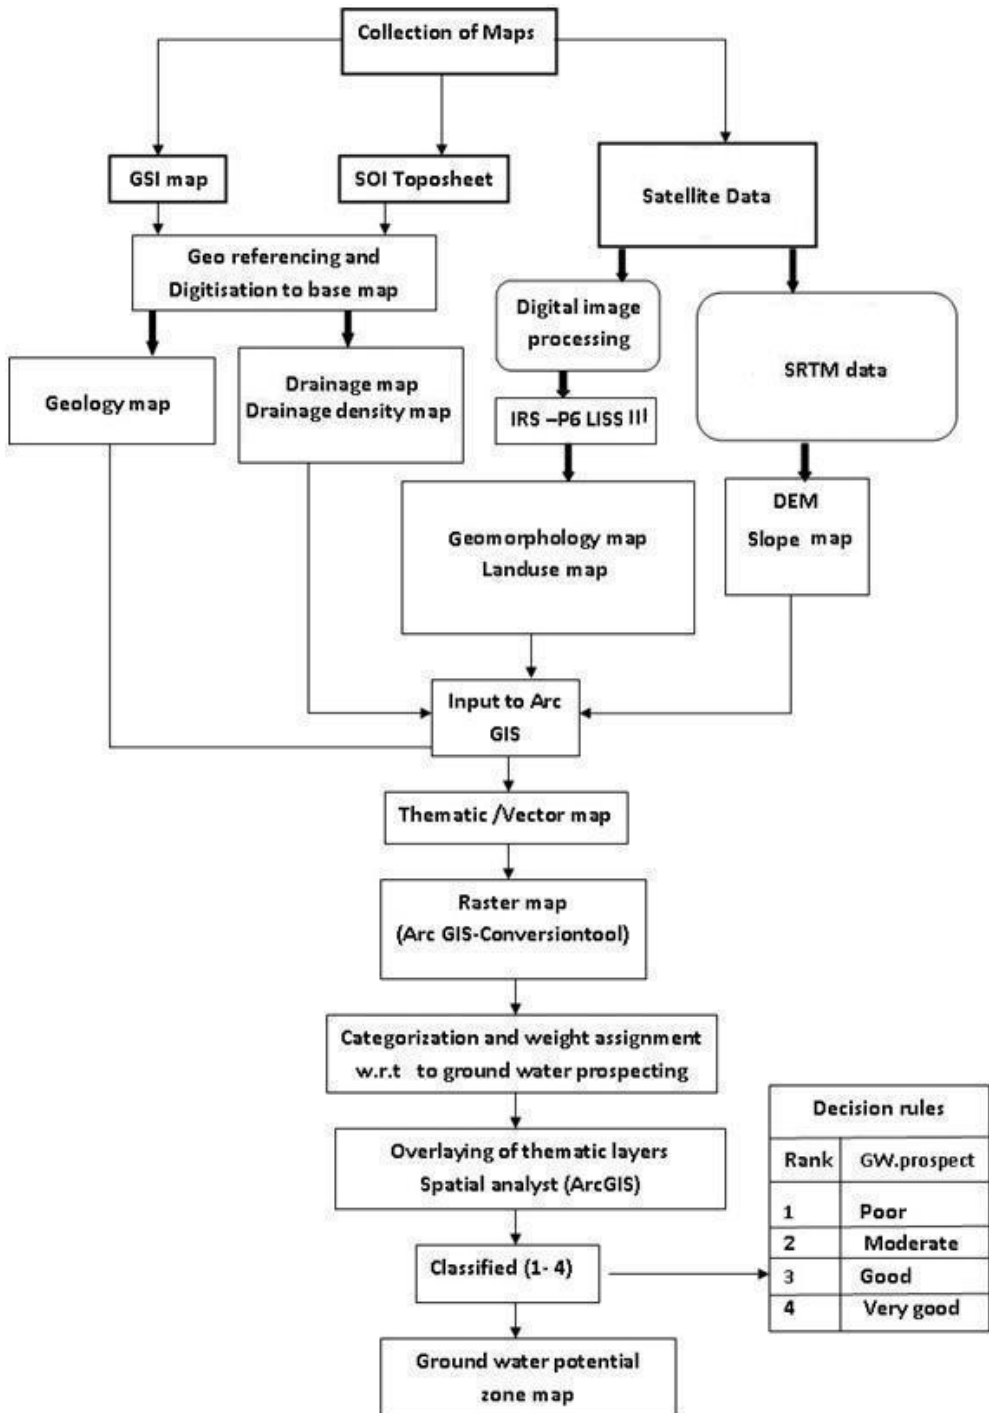 Collection of Maps
GSI map
SOI Toposheet
Satellite Data
Geo referencing and
Digitisation to base map
Digital image
processing
SRTM data
Geology map
Drainage map
Drainage density map
IRS –P6 LISS III
DEM
Slope map
Geomorphology map
Landuse map
Input to Arc
GIS
Thematic /Vector map
Raster map
(Arc GIS-Conversiontool)
Categorization and weight assignment
w.r.t to ground water prospecting
Overlaying of thematic layers
Spatial analyst (ArcGIS)
Classified (1- 4)
Decision rules
Rank GW.prospect
1 Poor
2 Moderate
3 Good
4 Very good
Ground water potential
zone map